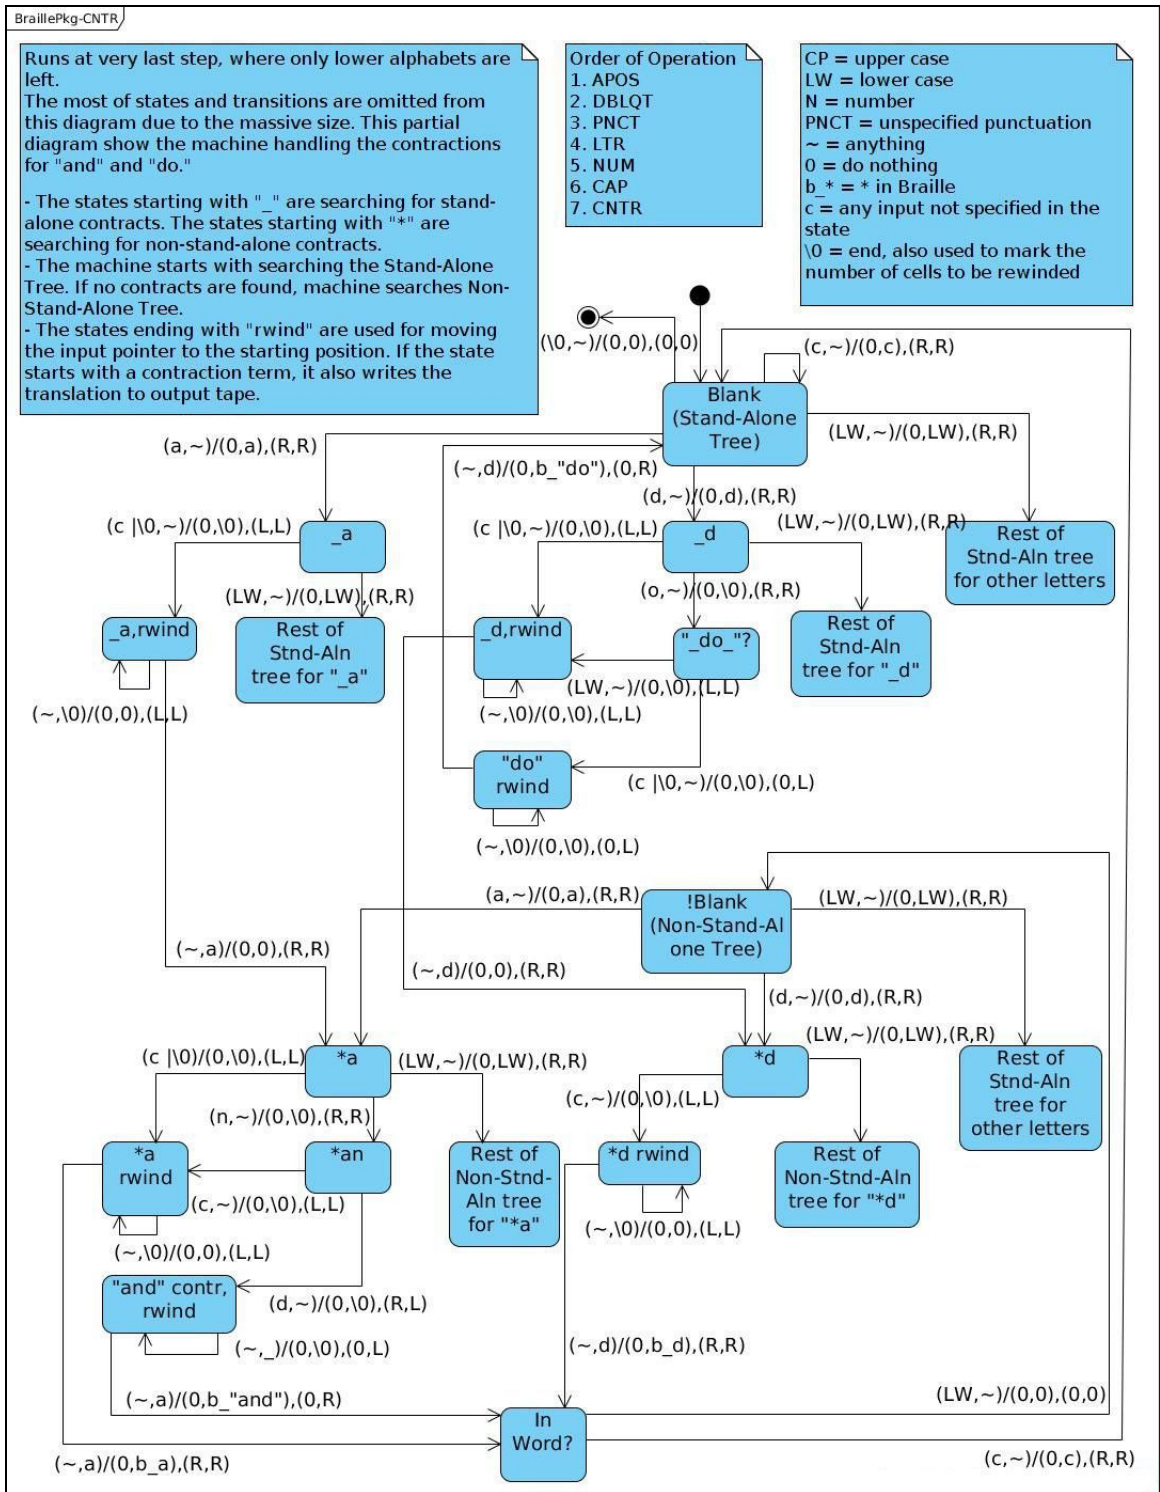 BraillePkg-CNTR
Runs at very last step, where only lower alphabets are
left.
The most of states and transitions are omitted from
this diagram due to the massive size. This partial
diagram show the machine handling the contractions
for "and" and "do."
- The states starting with "_" are searching for stand-
alone contracts. The states starting with "*" are
searching for non-stand-alone contracts.
- The machine starts with searching the Stand-Alone
Tree. If no contracts are found, machine searches Non-
Stand-Alone Tree.
- The states ending with "rwind" are used for moving
the input pointer to the starting position. If the state
starts with a contraction term, it also writes the
translation to output tape.
Order of Operation
1. APOS
2. DBLQT
3. PNCT
4. LTR
5. NUM
6. CAP
7. CNTR
CP = upper case
LW = lower case
N = number
PNCT = unspecified punctuation
~ = anything
0 = do nothing
b_* = * in Braille
c = any input not specified in the
state
\0 = end, also used to mark the
number of cells to be rewinded
(\0,~)/(0,0),(0,0)
(c,~)/(0,c),(R,R)
Blank
(Stand-Alone
Tree)
(a,~)/(0,a),(R,R)
(LW,~)/(0,LW),(R,R)
(~,d)/(0,b_"do"),(0,R)
(d,~)/(0,d),(R,R)
(c |\0,~)/(0,\0),(L,L)
_a
(c |\0,~)/(0,\0),(L,L)
_d
(LW,~)/(0,LW),(R,R)
Rest of
Stnd-Aln tree
for other letters
(LW,~)/(0,LW),(R,R)
(o,~)/(0,\0),(R,R)
_a,rwind
Rest of
Stnd-Aln
tree for "_a"
_d,rwind
"_do_"?
Rest of
Stnd-Aln
tree for "_d"
(LW,~)/(0,\0),(L,L)
(~,\0)/(0,0),(L,L)
(~,\0)/(0,\0),(L,L)
"do"
rwind
(c |\0,~)/(0,\0),(0,L)
(~,\0)/(0,\0),(0,L)
(a,~)/(0,a),(R,R)
!Blank
(Non-Stand-Al
one Tree)
(LW,~)/(0,LW),(R,R)
(~,a)/(0,0),(R,R)
(~,d)/(0,0),(R,R)
(d,~)/(0,d),(R,R)
(c |\0)/(0,\0),(L,L)
*a
(LW,~)/(0,LW),(R,R)
*d
(LW,~)/(0,LW),(R,R)
Rest of
Stnd-Aln
tree for
other letters
(n,~)/(0,\0),(R,R)
(c,~)/(0,\0),(L,L)
*a
rwind
*an
Rest of
Non-Stnd-
Aln tree
for "*a"
*d rwind
Rest of
Non-Stnd-Aln
tree for "*d"
(c,~)/(0,\0),(L,L)
(~,\0)/(0,0),(L,L)
(~,\0)/(0,0),(L,L)
"and" contr,
rwind
(d,~)/(0,\0),(R,L)
(~,_)/(0,\0),(0,L)
(~,d)/(0,b_d),(R,R)
(~,a)/(0,b_"and"),(0,R)
(LW,~)/(0,0),(0,0)
In
Word?
(~,a)/(0,b_a),(R,R)
(c,~)/(0,c),(R,R)